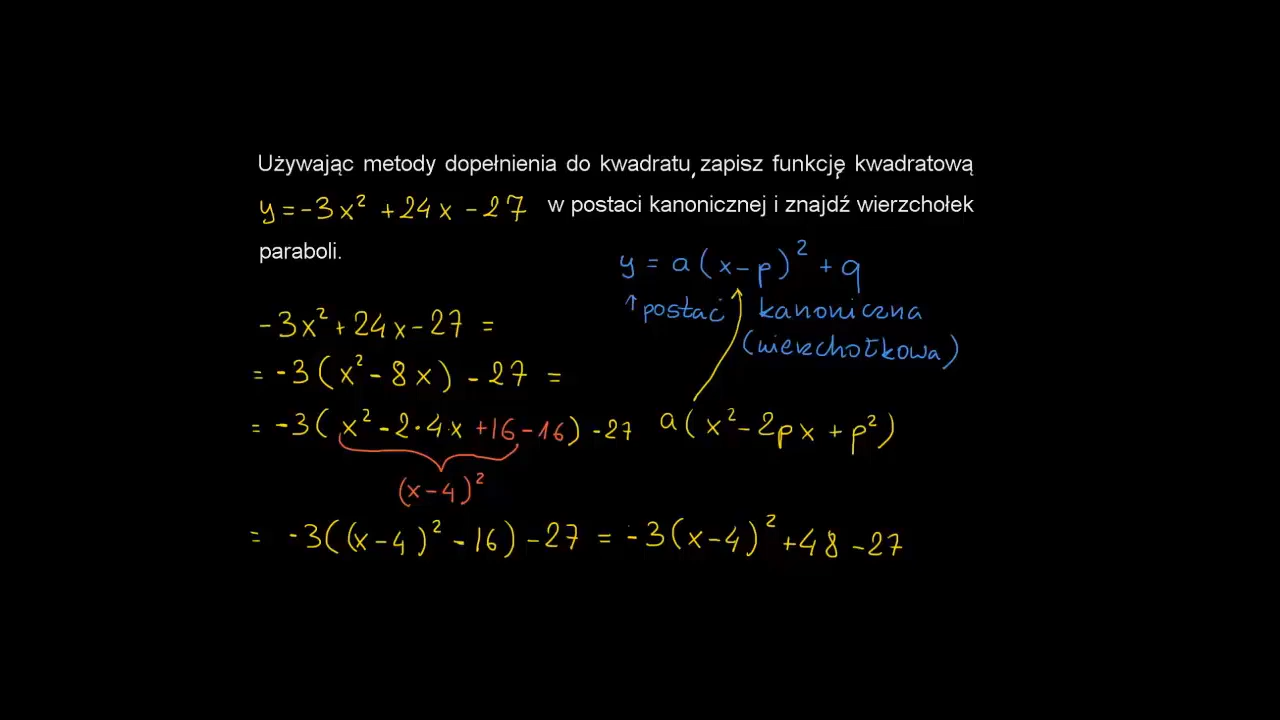 Używając metody dopełnienia do kwadratu, zapisz funkcję kwadratową
y = -3x² + 24x - 27 w postaci kanonicznej i znajdź wierzchołek
paraboli.
y = a(x-p)² + q
↑ postać kanoniczna
(wierzchołkowa)
-3x² + 24x - 27 =
= -3(x² - 8x) - 27 =
= -3(x² - 2·4·x +16 -16) - 27 a(x² - 2px + p²)
(x-4)²
= -3((x-4)² - 16) - 27 = -3(x-4)² + 48 - 27